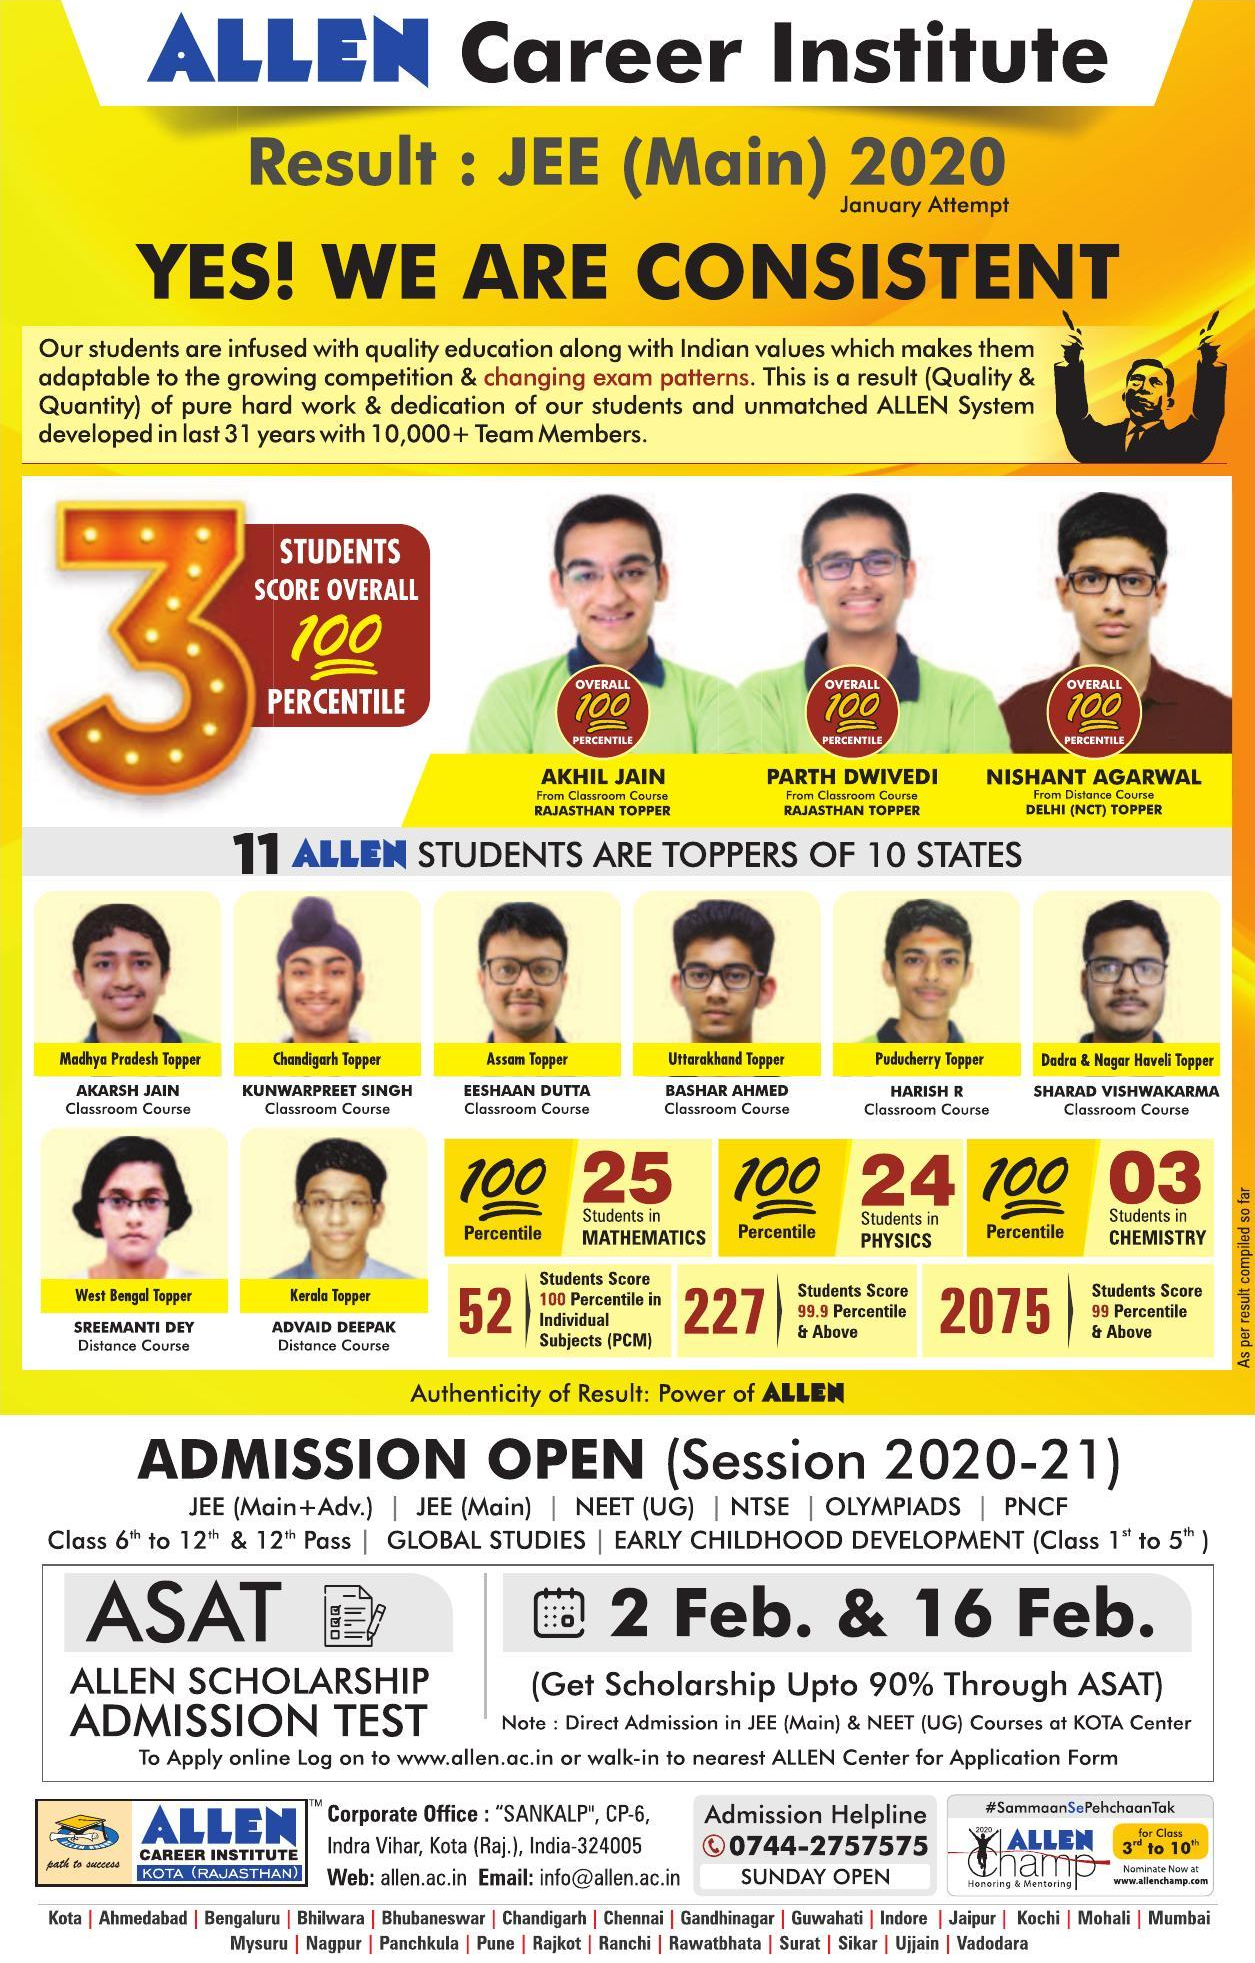 ALLEN Career Institute
Result : JEE (Main) 2020
January Attempt
YES! WE ARE CONSISTENT
Our students are infused with quality education along with Indian values which makes them
adaptable to the growing competition & changing exam patterns. This is a result (Quality &
Quantity) of pure hard work & dedication of our students and unmatched ALLEN System
developed in last 31 years with 10,000+ Team Members.
3
STUDENTS
SCORE OVERALL
100
PERCENTILE
OVERALL
100
PERCENTILE
AKHIL JAIN
From Classroom Course
RAJASTHAN TOPPER
OVERALL
100
PERCENTILE
PARTH DWIVEDI
From Classroom Course
RAJASTHAN TOPPER
OVERALL
100
PERCENTILE
NISHANT AGARWAL
From Distance Course
DELHI (NCT) TOPPER
11 ALLEN STUDENTS ARE TOPPERS OF 10 STATES
Madhya Pradesh Topper
AKARSH JAIN
Classroom Course
Chandigarh Topper
KUNWARPREET SINGH
Classroom Course
Assam Topper
EESHAAN DUTTA
Classroom Course
Uttarakhand Topper
BASHAR AHMED
Classroom Course
Puducherry Topper
HARISH R
Classroom Course
Dadra & Nagar Haveli Topper
SHARAD VISHWAKARMA
Classroom Course
West Bengal Topper
SREEMANTI DEY
Distance Course
Kerala Topper
ADVAID DEEPAK
Distance Course
100
Percentile
25
Students in
MATHEMATICS
100
Percentile
24
Students in
PHYSICS
100
Percentile
03
Students in
CHEMISTRY
52
Students Score
100 Percentile in
Individual
Subjects (PCM)
227
Students Score
99.9 Percentile
& Above
2075
Students Score
99 Percentile
& Above
As per result compiled so far
Authenticity of Result: Power of ALLEN
ADMISSION OPEN (Session 2020-21)
JEE (Main+Adv.) | JEE (Main) | NEET (UG) | NTSE | OLYMPIADS | PNCF
Class 6th to 12th & 12th Pass | GLOBAL STUDIES | EARLY CHILDHOOD DEVELOPMENT (Class 1st to 5th )
ASAT
ALLEN SCHOLARSHIP
ADMISSION TEST
2 Feb. & 16 Feb.
(Get Scholarship Upto 90% Through ASAT)
Note : Direct Admission in JEE (Main) & NEET (UG) Courses at KOTA Center
To Apply online Log on to www.allen.ac.in or walk-in to nearest ALLEN Center for Application Form
path to success
ALLEN™
CAREER INSTITUTE
KOTA (RAJASTHAN)
Corporate Office : “SANKALP", CP-6,
Indra Vihar, Kota (Raj.), India-324005
Web: allen.ac.in Email: info@allen.ac.in
Admission Helpline
0744-2757575
SUNDAY OPEN
#SammaanSePehchaanTak
2020
ALLEN
Champ
Honoring & Mentoring
for Class
3rd to 10th
Nominate Now at
www.allenchamp.com
Kota | Ahmedabad | Bengaluru | Bhilwara | Bhubaneswar | Chandigarh | Chennai | Gandhinagar | Guwahati | Indore | Jaipur | Kochi | Mohali | Mumbai
Mysuru | Nagpur | Panchkula | Pune | Rajkot | Ranchi | Rawatbhata | Surat | Sikar | Ujjain | Vadodara